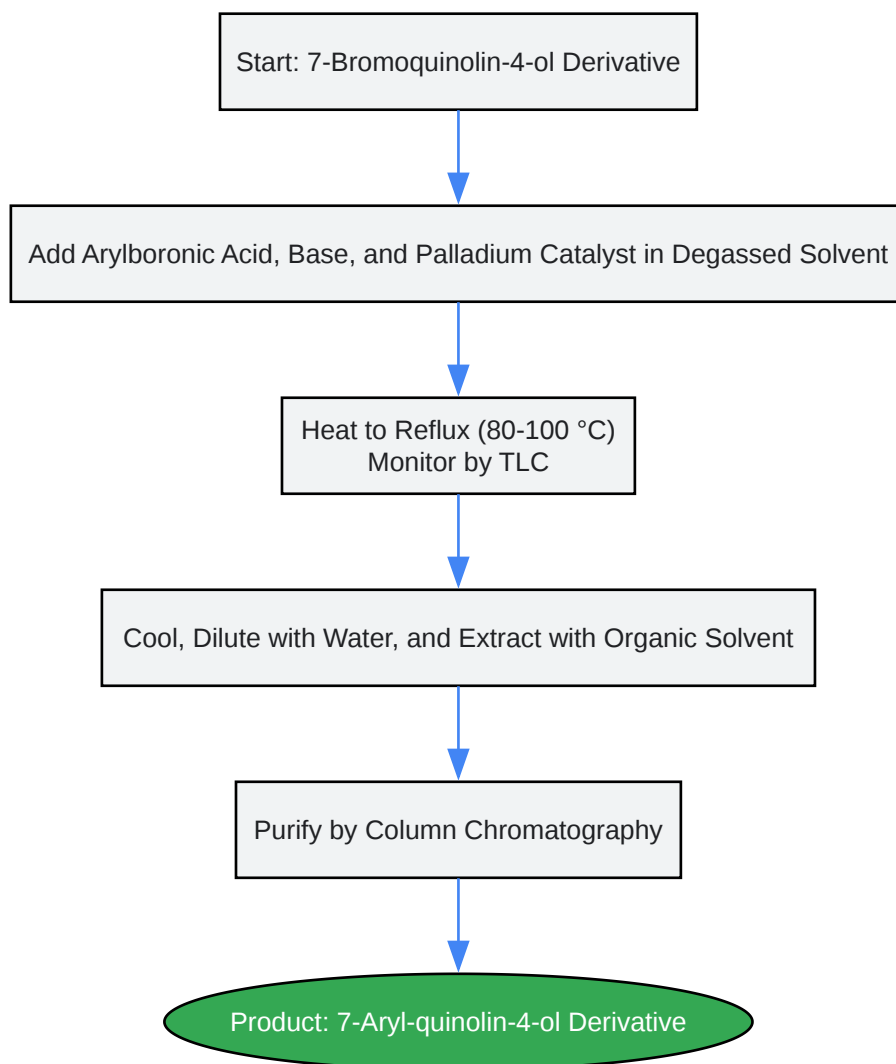 Start: 7-Bromoquinolin-4-ol Derivative
Add Arylboronic Acid, Base, and Palladium Catalyst in Degassed Solvent
Heat to Reflux (80-100 °C)
Monitor by TLC
Cool, Dilute with Water, and Extract with Organic Solvent
Purify by Column Chromatography
Product: 7-Aryl-quinolin-4-ol Derivative